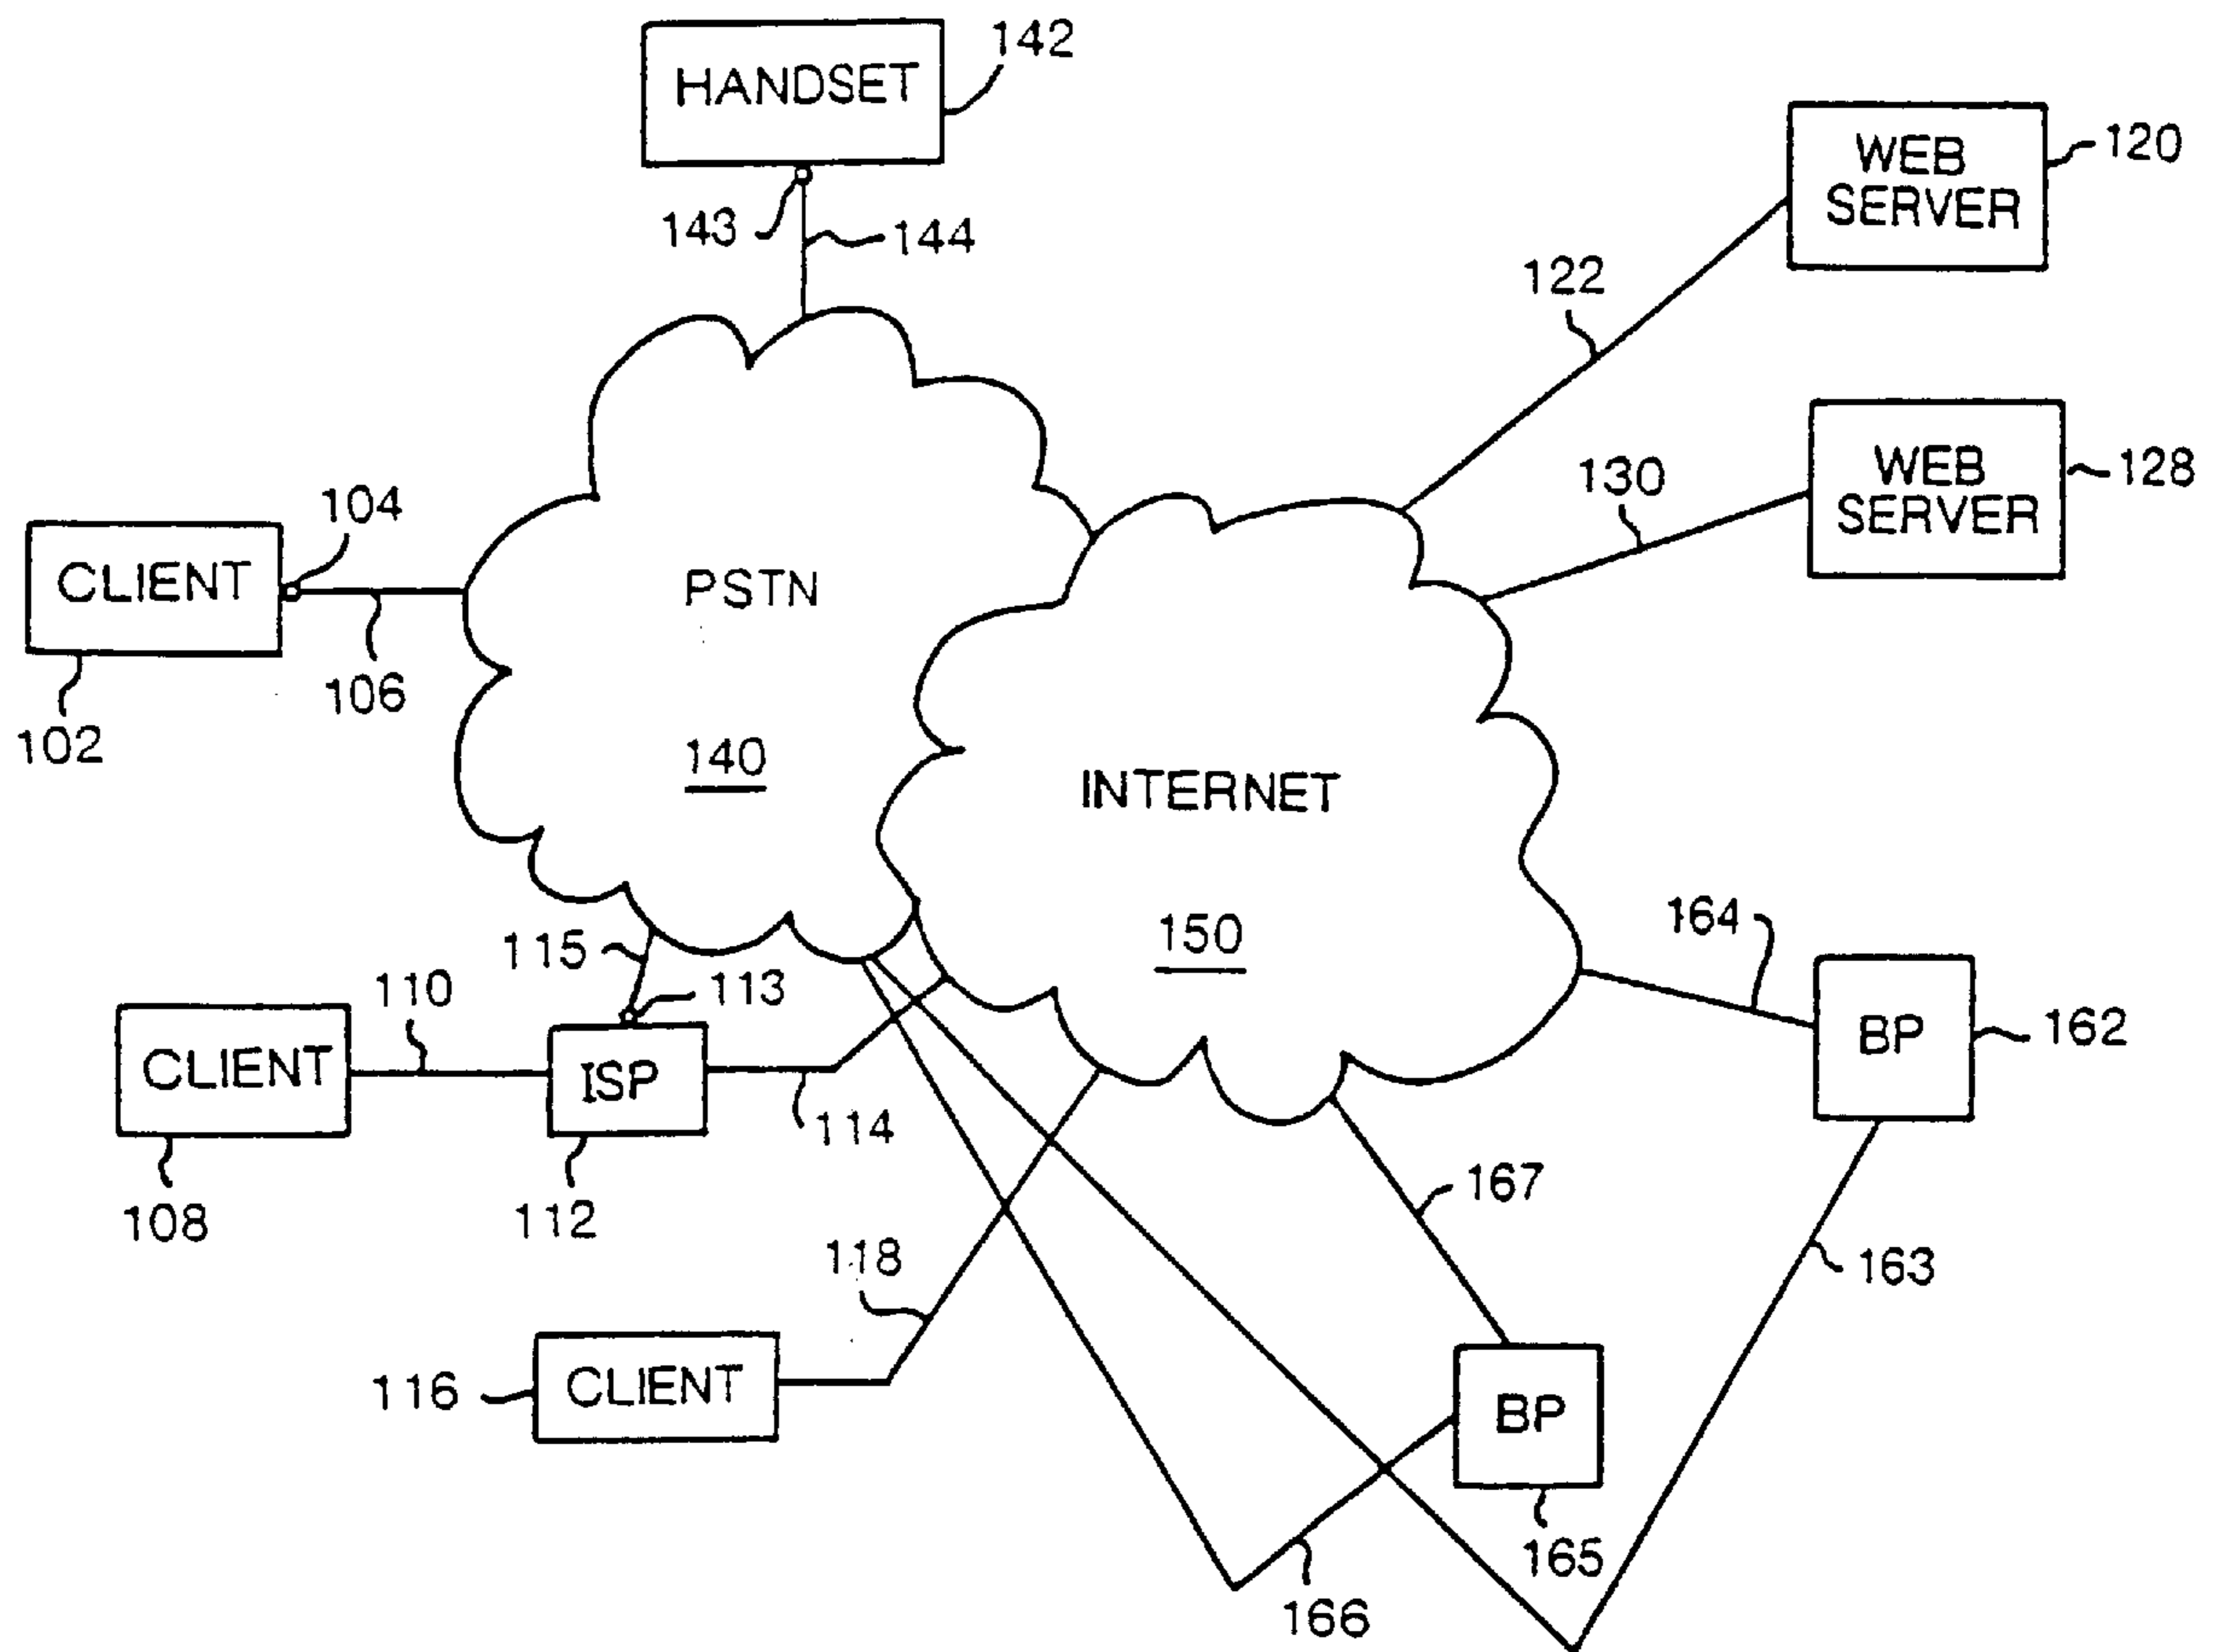 142
HANDSET
143
144
WEB
SERVER
120
122
WEB
SERVER
128
130
104
CLIENT
106
102
PSTN
140
INTERNET
150
164
115
113
110
CLIENT
ISP
114
108
112
BP
162
167
163
118
116
CLIENT
BP
165
166